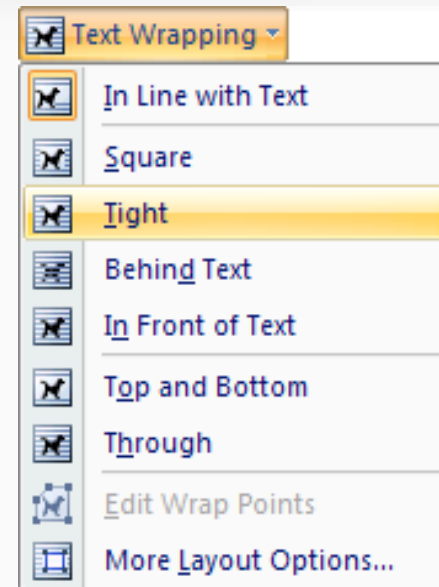 Text Wrapping
In Line with Text
Square
Tight
Behind Text
In Front of Text
Top and Bottom
Through
Edit Wrap Points
More Layout Options...